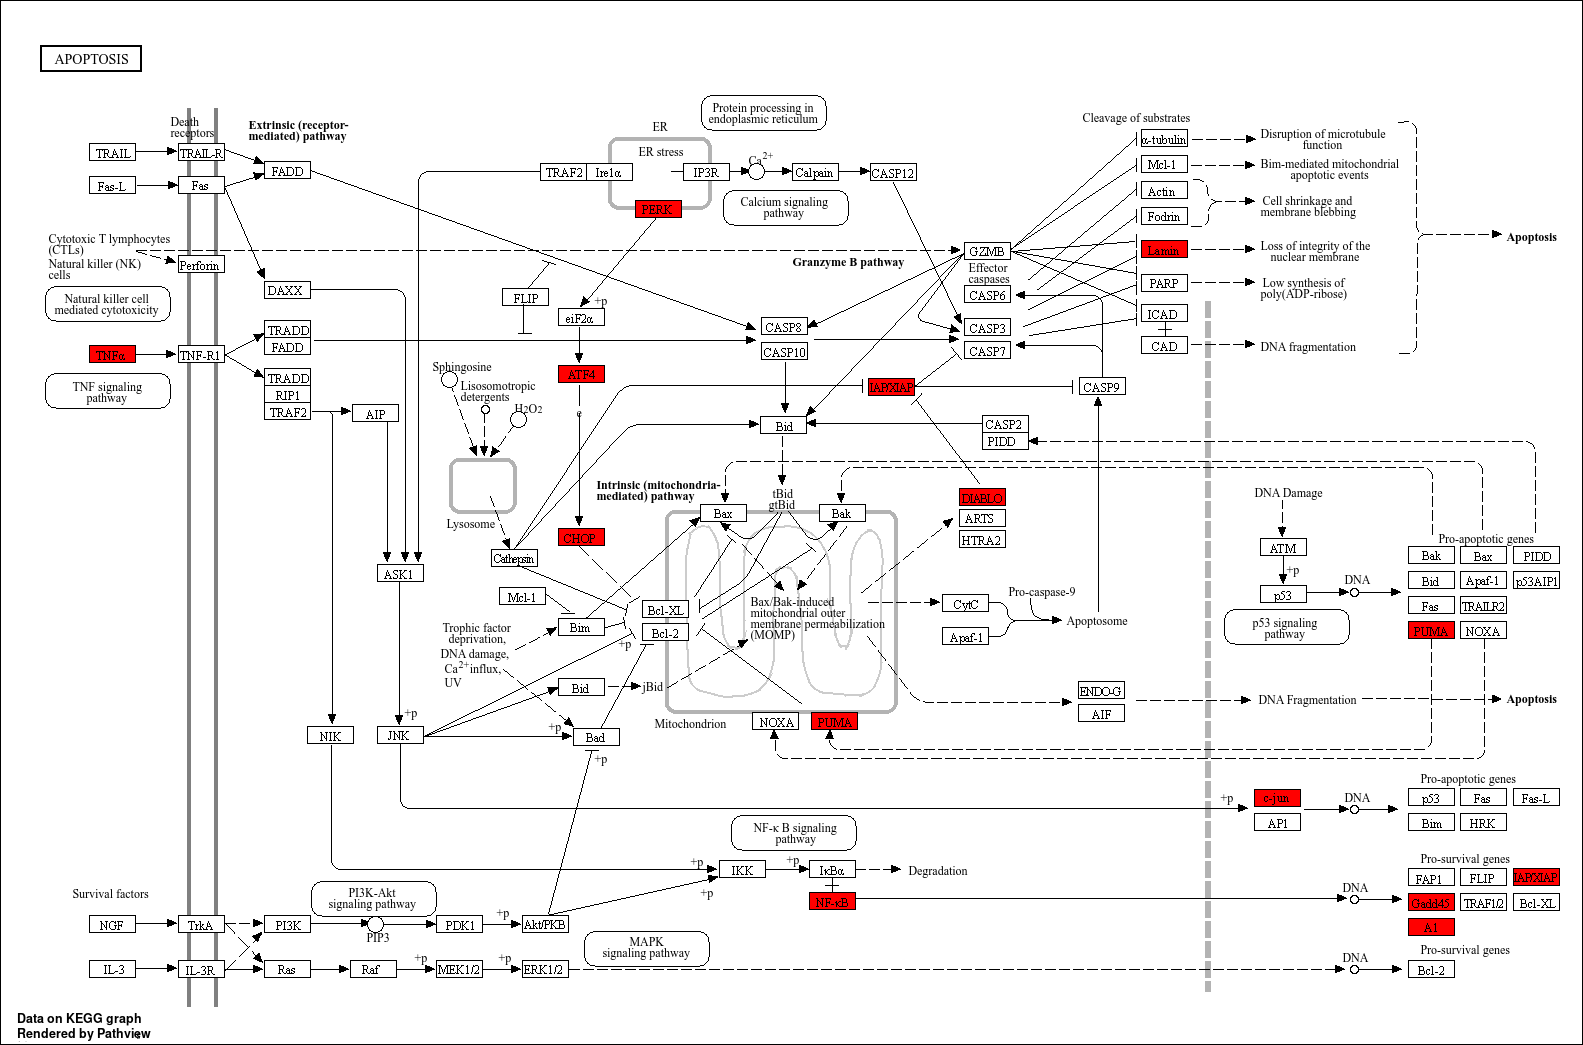 APOPTOSIS
Death
receptors
Extrinsic (receptor-
mediated) pathway
TRAIL
TRAIL-R
FADD
Fas-L
Fas
Cytotoxic T lymphocytes
(CTLs)
Natural killer (NK)
cells
Perforin
Natural killer cell
mediated cytotoxicity
DAXX
TRADD
FADD
TNFα
TNF-R1
TNF signaling
pathway
TRADD
RIP1
TRAF2
AIP
ER
Protein processing in
endoplasmic reticulum
ER stress
TRAF2
Ire1α
IP3R
Ca2+
Calpain
CASP12
Calcium signaling
pathway
PERK
FLIP
+p
eiF2α
ATF4
e
CHOP
Granzyme B pathway
GZMB
Effector
caspases
CASP6
CASP3
CASP7
CASP8
CASP10
IAP/XIAP
CASP9
Bid
CASP2
PIDD
Cleavage of substrates
α-tubulin
Mcl-1
Actin
Fodrin
Lamin
PARP
ICAD
CAD
Disruption of microtubule
function
Bim-mediated mitochondrial
apoptotic events
Cell shrinkage and
membrane blebbing
Loss of integrity of the
nuclear membrane
Low synthesis of
poly(ADP-ribose)
DNA fragmentation
Apoptosis
Sphingosine
Lisosomotropic
detergents
H2O2
Lysosome
Cathepsin
Intrinsic (mitochondria-
mediated) pathway
tBid
gtBid
Bax
Bak
DIABLO
ARTS
HTRA2
ASK1
Mcl-1
Bcl-XL
Bcl-2
Bim
+p
Trophic factor
deprivation,
DNA damage,
Ca2+influx,
UV
Bid
jBid
Bax/Bak-induced
mitochondrial outer
membrane permeabilization
(MOMP)
CytC
Apaf-1
Pro-caspase-9
Apoptosome
Mitochondrion
NOXA
PUMA
ENDO-G
AIF
DNA Fragmentation
Apoptosis
DNA Damage
ATM
+p
p53
DNA
p53 signaling
pathway
Pro-apoptotic genes
Bak
Bax
PIDD
Bid
Apaf-1
p53AIP1
Fas
TRAILR2
PUMA
NOXA
NIK
+p
JNK
+p
Bad
+p
+p
c-jun
AP1
DNA
Pro-apoptotic genes
p53
Fas
Fas-L
Bim
HRK
NF-κB signaling
pathway
+p
IKK
+p
IκBα
Degradation
+p
NF-κB
DNA
Pro-survival genes
FAP1
FLIP
IAP/XIAP
Gadd45
TRAF1/2
Bcl-XL
A1
Survival factors
PI3K-Akt
signaling pathway
NGF
TrkA
PI3K
PIP3
PDK1
+p
Akt/PKB
MAPK
signaling pathway
IL-3
IL-3R
Ras
Raf
+p
MEK1/2
+p
ERK1/2
DNA
Pro-survival genes
Bcl-2
Data on KEGG graph
Rendered by Pathview